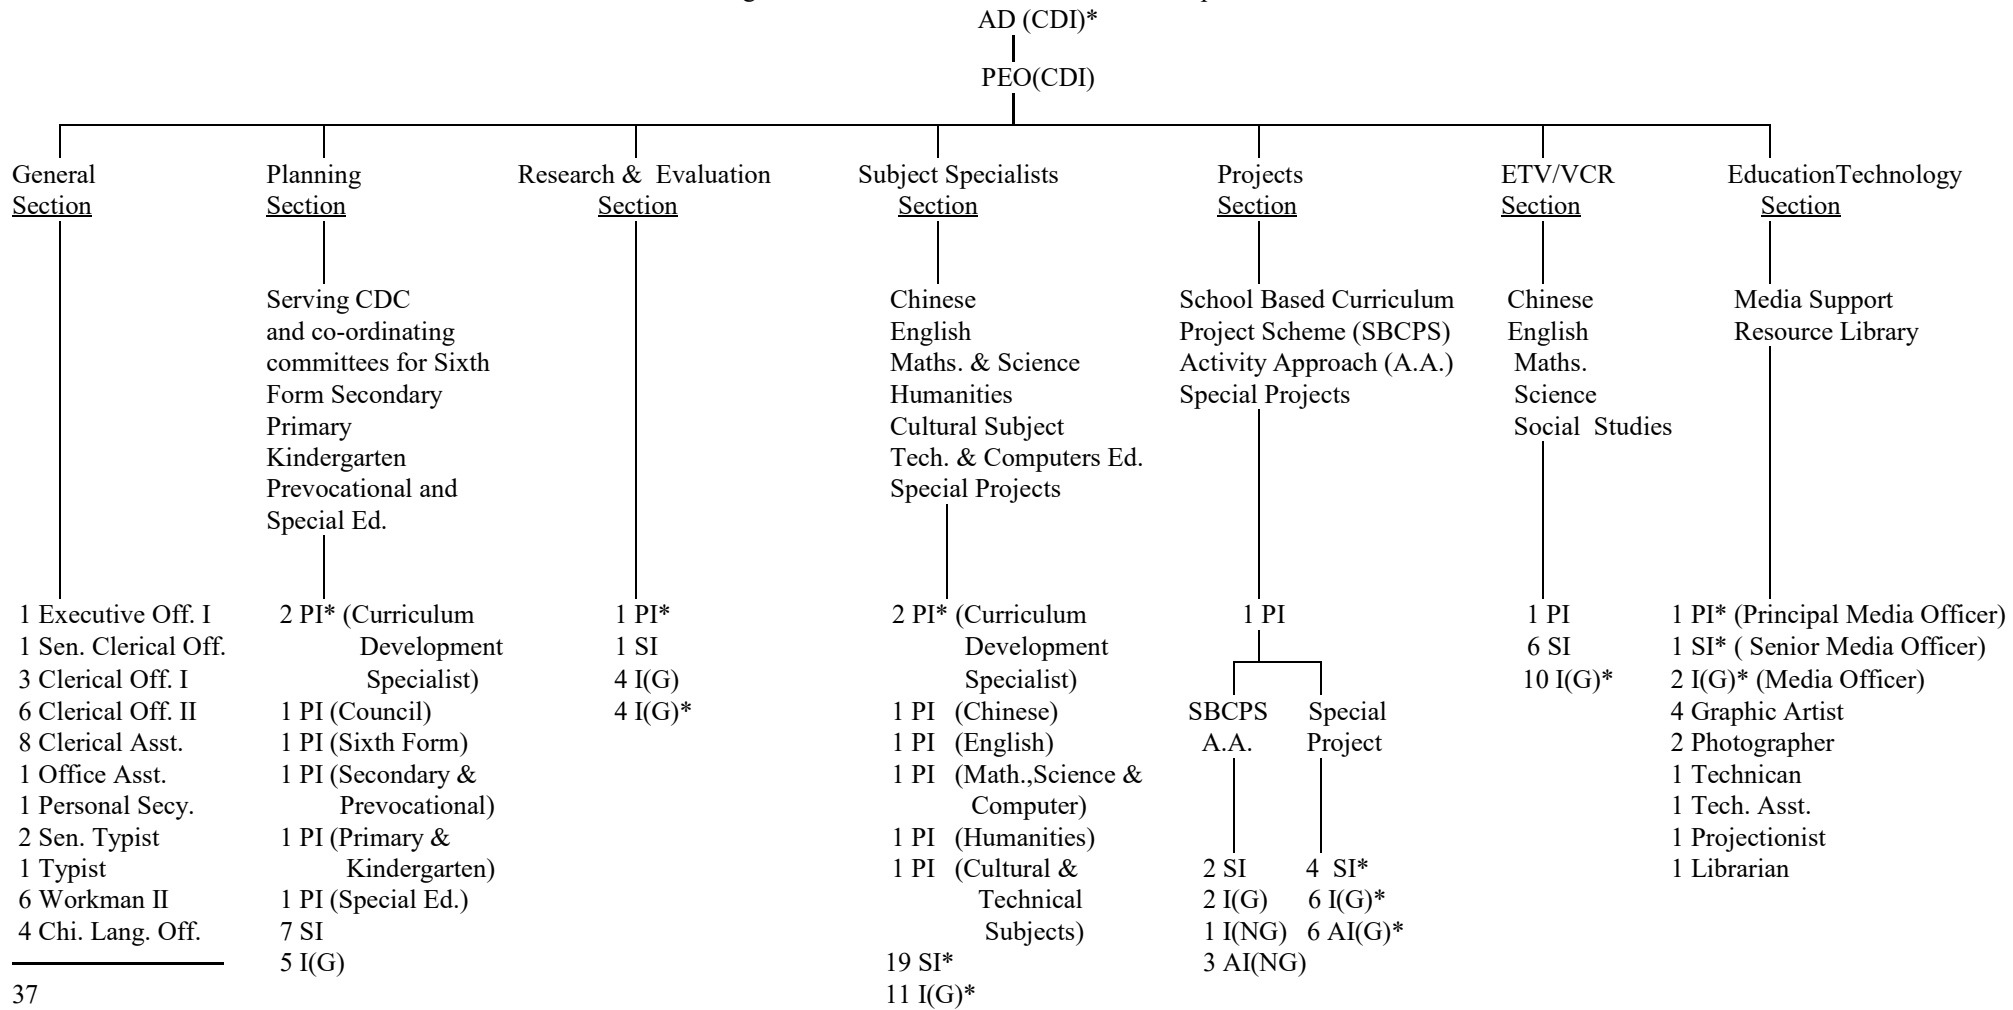 AD (CDI)*
PEO(CDI)
General
Section
1 Executive Off. I
1 Sen. Clerical Off.
3 Clerical Off. I
6 Clerical Off. II
8 Clerical Asst.
1 Office Asst.
1 Personal Secy.
2 Sen. Typist
1 Typist
6 Workman II
4 Chi. Lang. Off.
37
Planning
Section
Serving CDC
and co-ordinating
committees for Sixth
Form Secondary
Primary
Kindergarten
Prevocational and
Special Ed.
2 PI* (Curriculum
Development
Specialist)
1 PI (Council)
1 PI (Sixth Form)
1 PI (Secondary &
Prevocational)
1 PI (Primary &
Kindergarten)
1 PI (Special Ed.)
7 SI
5 I(G)
Research & Evaluation
Section
1 PI*
1 SI
4 I(G)
4 I(G)*
Subject Specialists
Section
Chinese
English
Maths. & Science
Humanities
Cultural Subject
Tech. & Computers Ed.
Special Projects
2 PI* (Curriculum
Development
Specialist)
1 PI (Chinese)
1 PI (English)
1 PI (Math.,Science &
Computer)
1 PI (Humanities)
1 PI (Cultural &
Technical
Subjects)
19 SI*
11 I(G)*
Projects
Section
School Based Curriculum
Project Scheme (SBCPS)
Activity Approach (A.A.)
Special Projects
1 PI
SBCPS
A.A.
2 SI
2 I(G)
1 I(NG)
3 AI(NG)
Special
Project
4 SI*
6 I(G)*
6 AI(G)*
ETV/VCR
Section
Chinese
English
Maths.
Science
Social Studies
1 PI
6 SI
10 I(G)*
EducationTechnology
Section
Media Support
Resource Library
1 PI* (Principal Media Officer)
1 SI* ( Senior Media Officer)
2 I(G)* (Media Officer)
4 Graphic Artist
2 Photographer
1 Technican
1 Tech. Asst.
1 Projectionist
1 Librarian